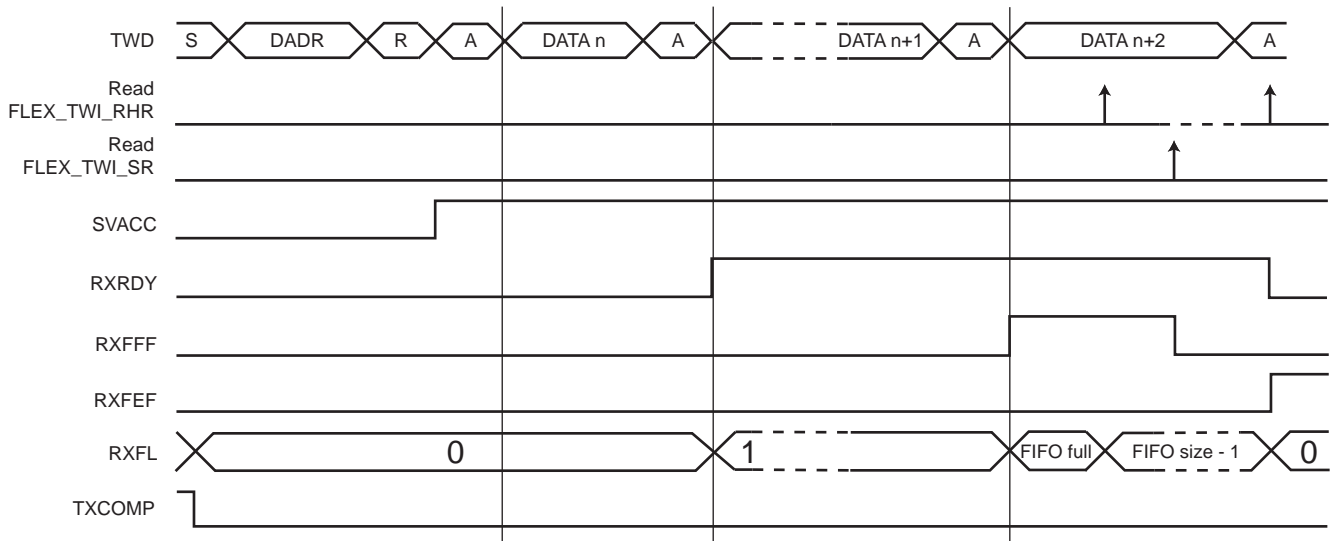 TWD S DADR R A DATA n A DATA n+1 A DATA n+2 A
Read
FLEX_TWI_RHR
Read
FLEX_TWI_SR
SVACC
RXRDY
RXFFF
RXFEF
RXFL 0 1 FIFO full FIFO size - 1 0
TXCOMP